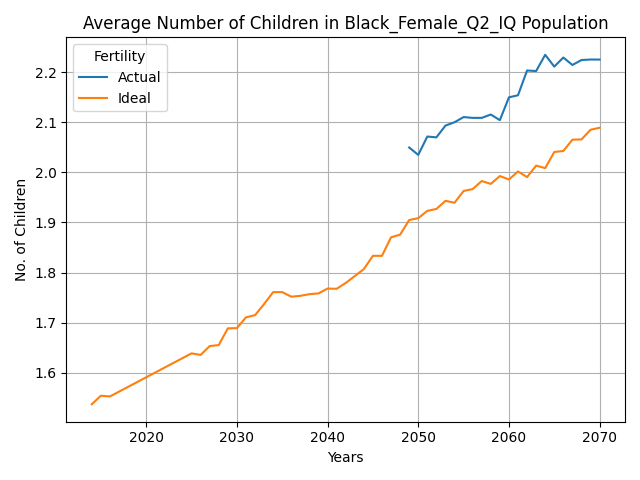 Average Number of Children in Black_Female_Q2_IQ Population
Fertility
Actual
Ideal
No. of Children
2.2
2.1
2.0
1.9
1.8
1.7
1.6
2020 2030 2040 2050 2060 2070
Years